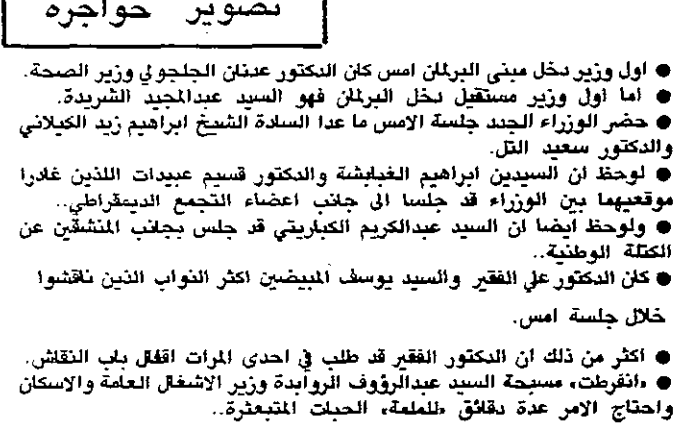 تصوير حواجره
● اول وزير دخل مبنى البرلمان امس كان الدكتور عدنان الجلجولي وزير الصحة.
● أما أول وزير مستقيل دخل البرلمان فهو السيد عبدالمجيد الشريدة.
● حضر الوزراء الجدد جلسة الامس ما عدا السادة الشيخ ابراهيم زيد الكيلاني
والدكتور سعيد التل.
● لوحظ ان السيدين ابراهيم الغبابشة والدكتور قسيم عبيدات اللذين غادرا
موقعيهما بين الوزراء قد جلسا الى جانب اعضاء التجمع الديمقراطي..
● ولوحظ ايضا ان السيد عبدالكريم الكباريتي قد جلس بجانب المنشقين عن
الكتلة الوطنية..
● كان الدكتور علي الفقير والسيد يوسف المبيضين اكثر النواب الذين ناقشوا
خلال جلسة امس.
● اكثر من ذلك ان الدكتور الفقير قد طلب في احدى المرات اقفال باب النقاش.
● «انفرطت» مسبحة السيد عبدالرؤوف الروابدة وزير الاشغال العامة والاسكان
واحتاج الامر عدة دقائق «للملمة» الحبات المتبعثرة..